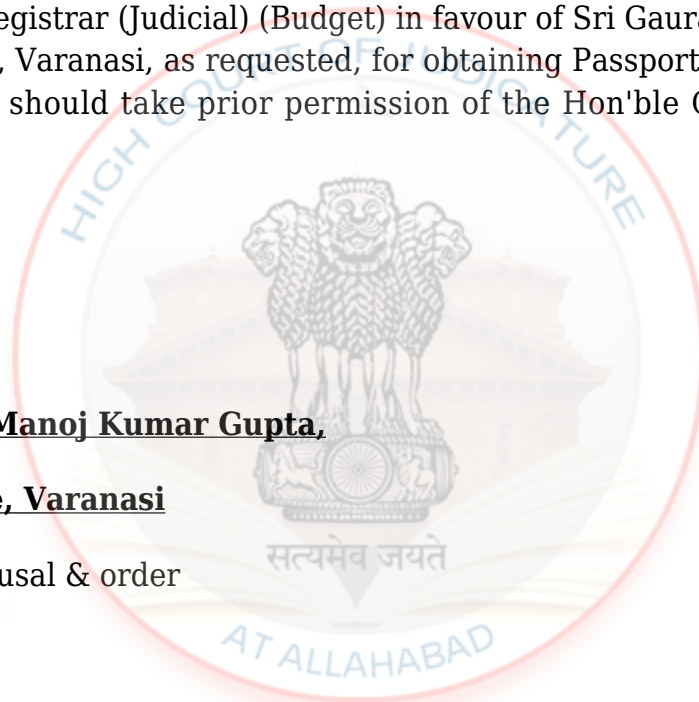 egistrar (Judicial) (Budget) in favour of Sri Gaur
, Varanasi, as requested, for obtaining Passport
should take prior permission of the Hon'ble
HIGH COURT OF JUDICATURE
Manoj Kumar Gupta,
e, Varanasi
सत्यमेव जयते
usal & order
AT ALLAHABAD